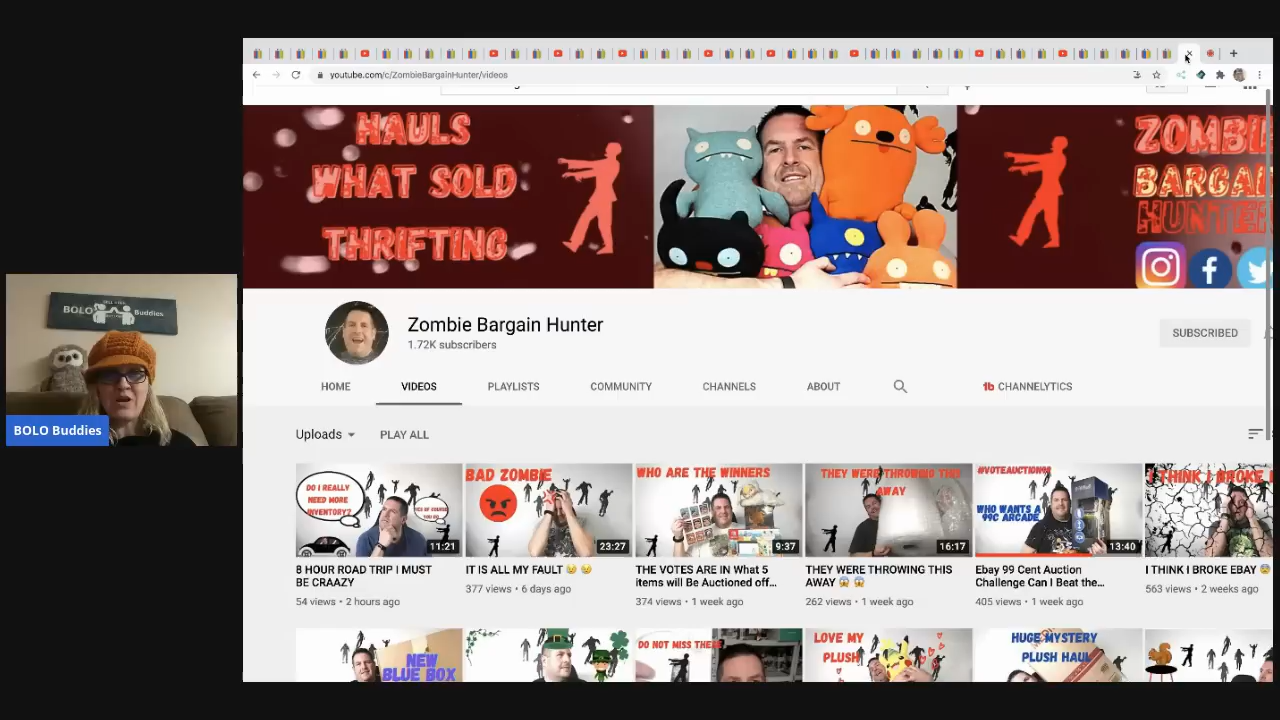 youtube.com/c/ZombieBargainHunter/videos
HAULS
WHAT SOLD
THRIFTING
BOLO Buddies
BOLO Buddies
Zombie Bargain Hunter
1.72K subscribers
SUBSCRIBED
HOME
VIDEOS
PLAYLISTS
COMMUNITY
CHANNELS
ABOUT
CHANNELYTICS
Uploads
PLAY ALL
DO I REALLY
NEED MORE
INVENTORY?
11:21
8 HOUR ROAD TRIP I MUST
BE CRAAZY
54 views • 2 hours ago
BAD ZOMBIE
23:27
IT IS ALL MY FAULT 😥 😥
377 views • 6 days ago
WHO ARE THE WINNERS
9:37
THE VOTES ARE IN What 5
items will Be Auctioned off...
374 views • 1 week ago
THEY WERE THROWING THIS
AWAY
16:17
THEY WERE THROWING THIS
AWAY 😱 😱
262 views • 1 week ago
WHO WANTS A
99C ARCADE
13:40
Ebay 99 Cent Auction
Challenge Can I Beat the...
405 views • 1 week ago
I THINK I BROKE EBAY
563 views • 2 weeks ago
NEW
BLUE BOX
DO NOT MISS THESE
LOVE MY
PLUSH
HUGE MYSTERY
PLUSH HAUL